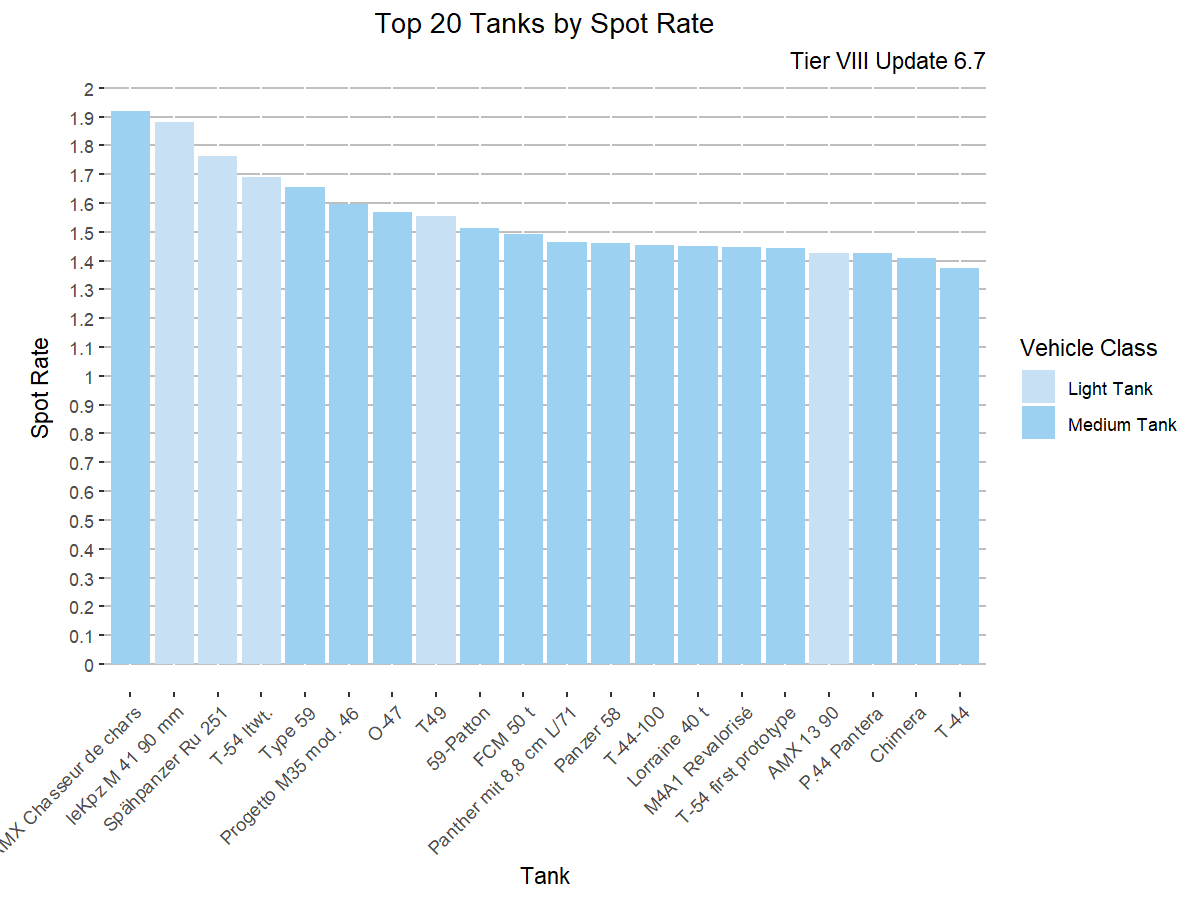 Top 20 Tanks by Spot Rate
Tier VIII Update 6.7
2
1.9
1.8
1.7
1.6
1.5
1.4
1.3
1.2
1.1
1
0.9
0.8
0.7
0.6
0.5
0.4
0.3
0.2
0.1
0
Spot Rate
Vehicle Class
Light Tank
Medium Tank
MX Chasseur de chars
leKpz M 41 90 mm
Spähpanzer Ru 251
T-54 ltwt.
Type 59
Progetto M35 mod. 46
O-47
T49
59-Patton
FCM 50 t
Panther mit 8,8 cm L/71
Panzer 58
T-44-100
Lorraine 40 t
M4A1 Revalorisé
T-54 first prototype
AMX 13 90
P.44 Pantera
Chimera
T-44
Tank